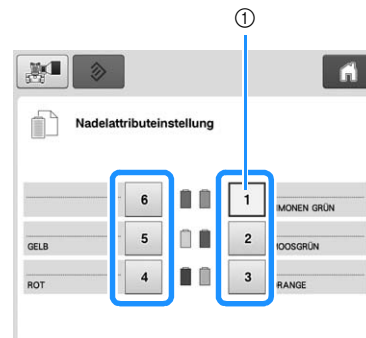 ①
Nadelattributeinstellung
6 1
IMONEN GRÜN
5 2
GELB OOSGRÜN
4 3
ROT RANGE